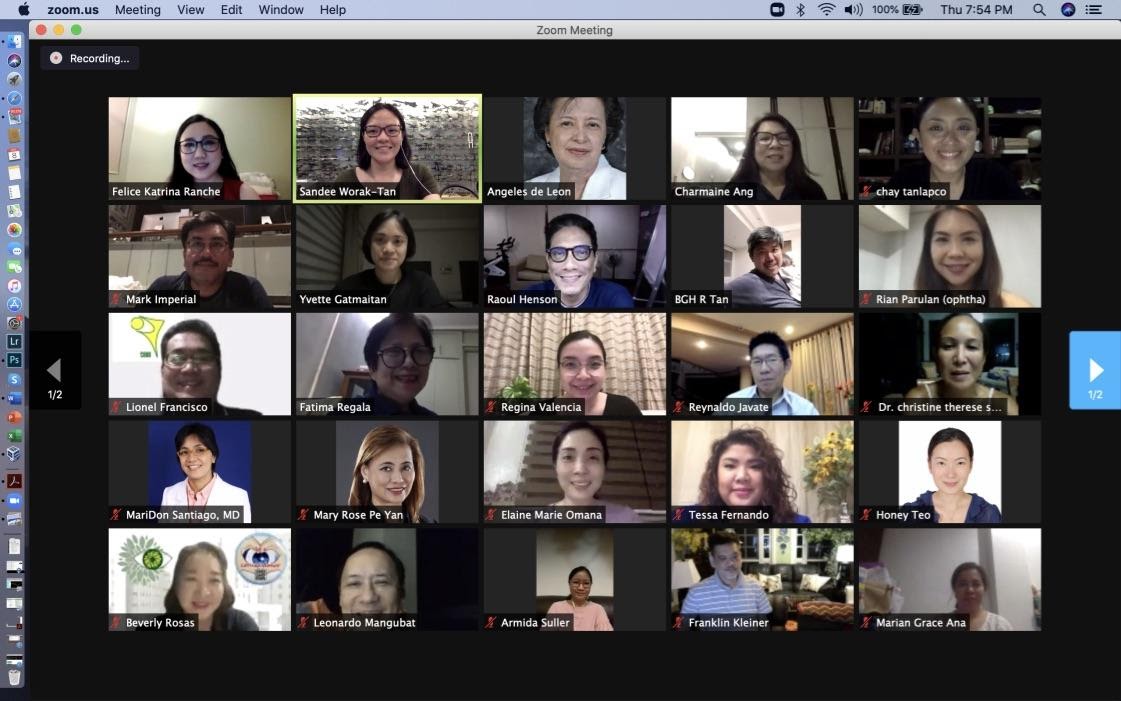 zoom.us Meeting View Edit Window Help 100% Thu 7:54 PM
Zoom Meeting
Recording...
Felice Katrina Ranche
Sandee Worak-Tan
Angeles de Leon
Charmaine Ang
chay tanlapco
Mark Imperial
Yvette Gatmaitan
Raoul Henson
BGH R Tan
Rian Parulan (ophtha)
Lr
Ps
S
1/2
1/2
Lionel Francisco
Fatima Regala
Regina Valencia
Reynaldo Javate
Dr. christine therese s...
MariDon Santiago, MD
Mary Rose Pe Yan
Elaine Marie Omana
Tessa Fernando
Honey Teo
Beverly Rosas
Leonardo Mangubat
Armida Suller
Franklin Kleiner
Marian Grace Ana